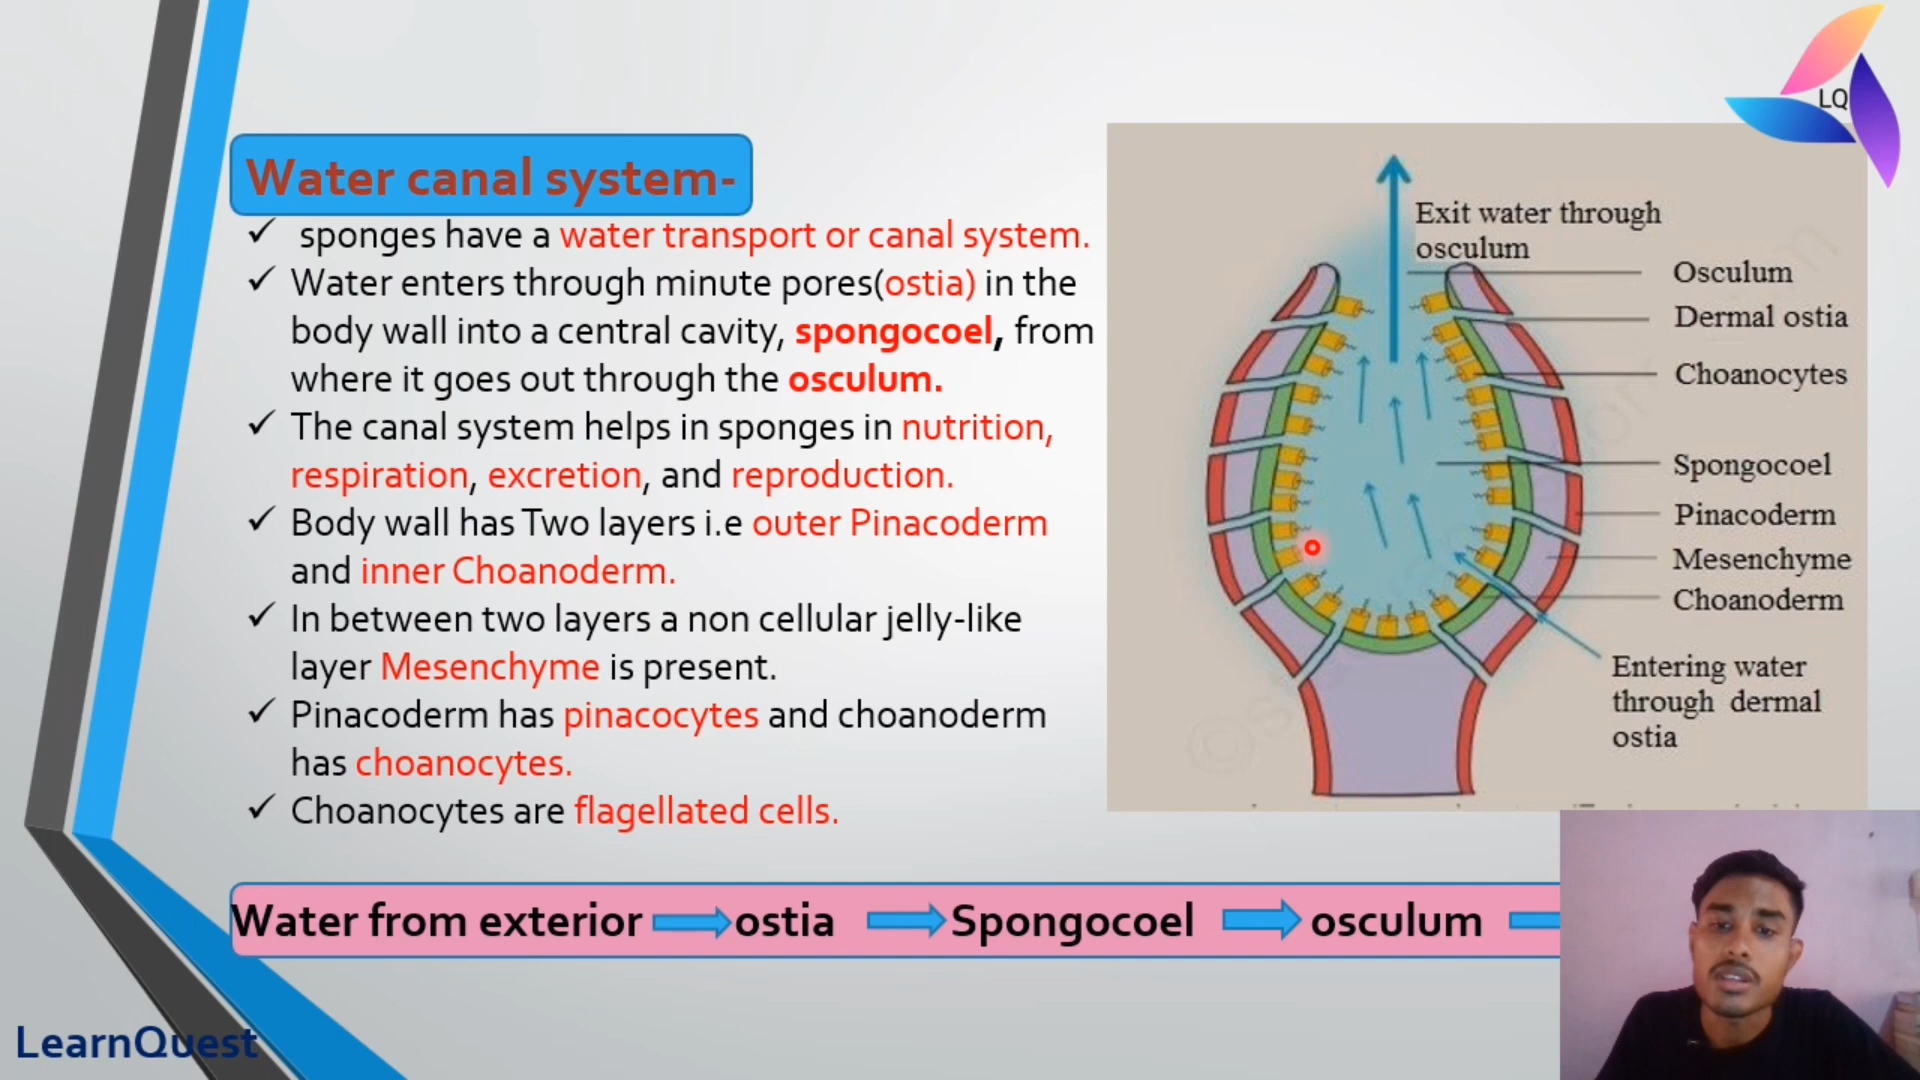 LQ
Water canal system-
✓ sponges have a water transport or canal system.
✓ Water enters through minute pores(ostia) in the
body wall into a central cavity, spongocoel, from
where it goes out through the osculum.
✓ The canal system helps in sponges in nutrition,
respiration, excretion, and reproduction.
✓ Body wall has Two layers i.e outer Pinacoderm
and inner Choanoderm.
✓ In between two layers a non cellular jelly-like
layer Mesenchyme is present.
✓ Pinacoderm has pinacocytes and choanoderm
has choanocytes.
✓ Choanocytes are flagellated cells.
Exit water through
osculum
Osculum
Dermal ostia
Choanocytes
Spongocoel
Pinacoderm
Mesenchyme
Choanoderm
Entering water
through dermal
ostia
Water from exterior ostia Spongocoel osculum
LearnQuest